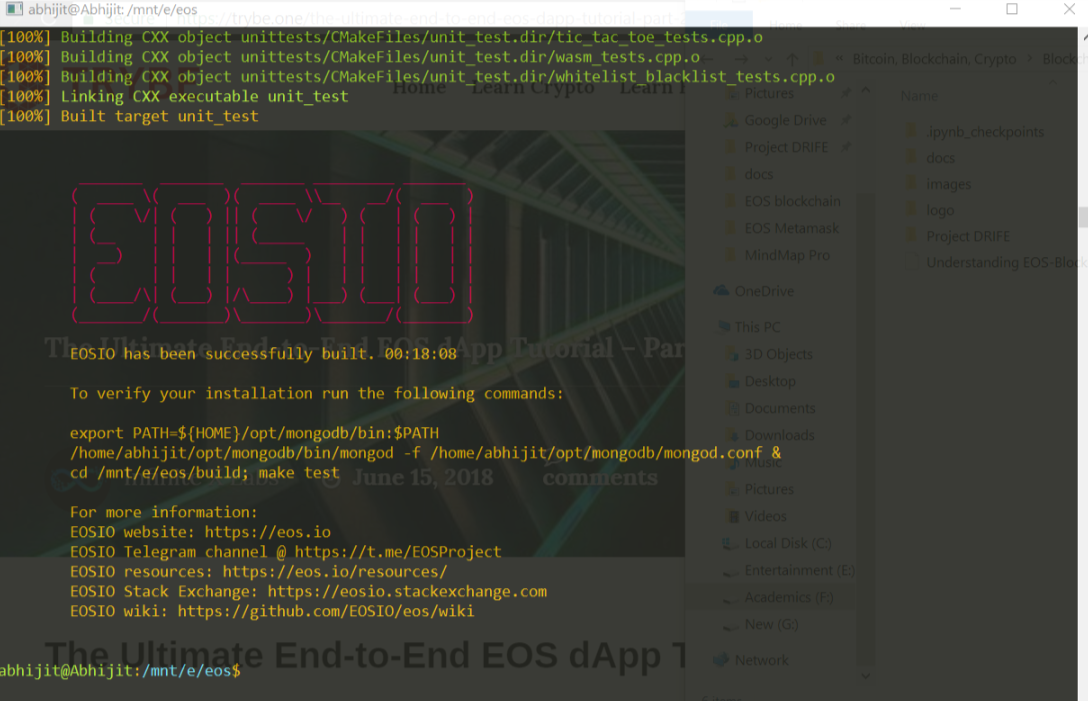 abhijit@Abhijit: /mnt/e/eos
https://trybe.one/the-ultimate-end-to-end-eos-dapp-tutorial-part-
Home Share View
[100%] Building CXX object unittests/CMakeFiles/unit_test.dir/tic_tac_toe_tests.cpp.o
[100%] Building CXX object unittests/CMakeFiles/unit_test.dir/wasm_tests.cpp.o
[100%] Building CXX object unittests/CMakeFiles/unit_test.dir/whitelist_blacklist_tests.cpp.o
[100%] Linking CXX executable unit_test
[100%] Built target unit_test
Home Learn Crypto Learn
EOSIO
The Ultimate End-to-End EOS dApp Tutorial – Par
EOSIO has been successfully built. 00:18:08
To verify your installation run the following commands:
export PATH=${HOME}/opt/mongodb/bin:$PATH
/home/abhijit/opt/mongodb/bin/mongod -f /home/abhijit/opt/mongodb/mongod.conf &
cd /mnt/e/eos/build; make test
June 15, 2018 comments
For more information:
EOSIO website: https://eos.io
EOSIO Telegram channel @ https://t.me/EOSProject
EOSIO resources: https://eos.io/resources/
EOSIO Stack Exchange: https://eosio.stackexchange.com
EOSIO wiki: https://github.com/EOSIO/eos/wiki
The Ultimate End-to-End EOS dApp T
abhijit@Abhijit:/mnt/e/eos$
Bitcoin, Blockchain, Crypto > Block
Pictures
Google Drive
Project DRIFE
docs
EOS blockchain
EOS Metamask
MindMap Pro
OneDrive
This PC
3D Objects
Desktop
Documents
Downloads
Music
Pictures
Videos
Local Disk (C:)
Entertainment (E:)
Academics (F:)
New (G:)
Network
Name
.ipynb_checkpoints
docs
images
logo
Project DRIFE
Understanding EOS-Block